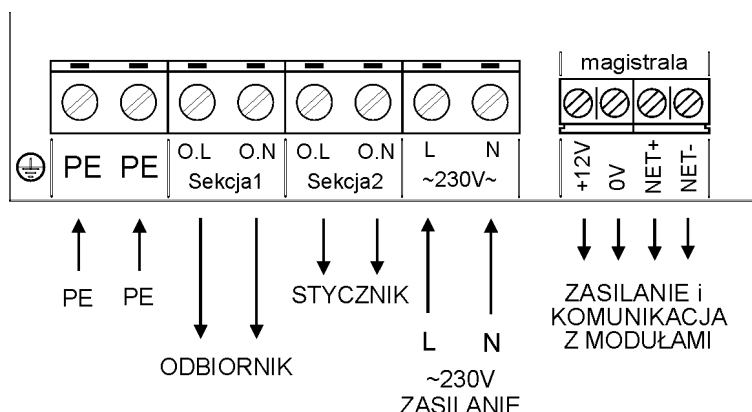 magistrala
PE PE O.L O.N O.L O.N L N
Sekcja1 Sekcja2 ~230V~
+12V
0V
NET+
NET-
PE PE
STYCZNIK
ZASILANIE i
KOMUNIKACJA
Z MODUŁAMI
L N
ODBIORNIK
~230V
ZASILANIE